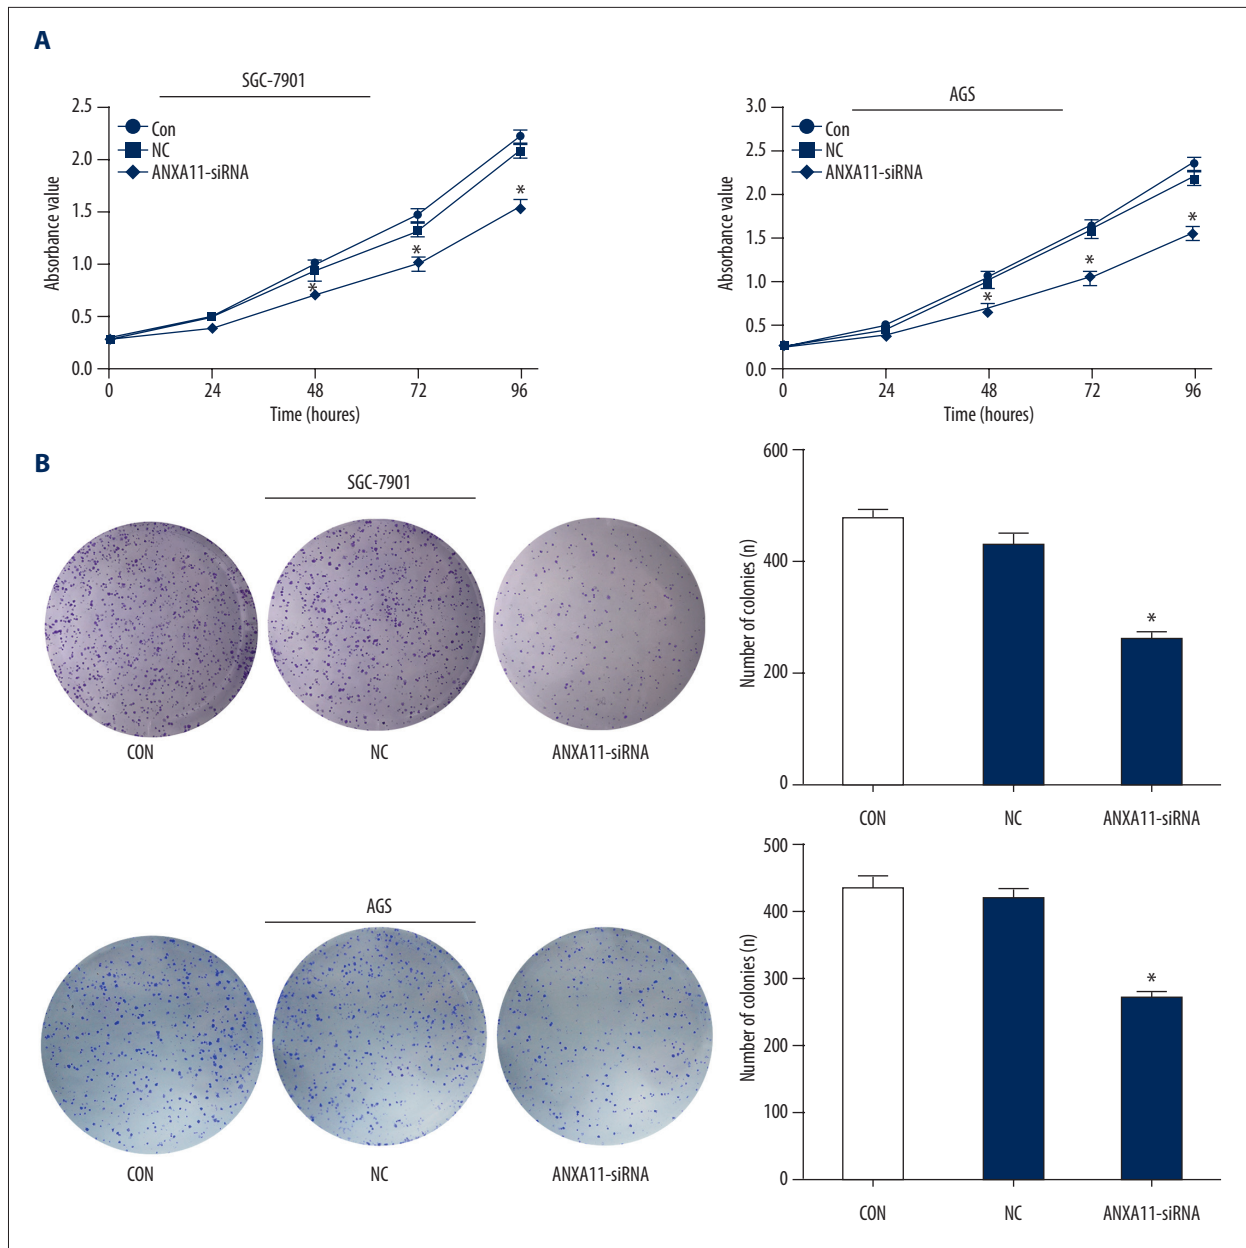 A
SGC-7901
2.5
2.0
1.5
1.0
0.5
0.0
Absorbance value
Con
NC
ANXA11-siRNA
*
*
*
0 24 48 72 96
Time (houres)
AGS
3.0
2.5
2.0
1.5
1.0
0.5
0.0
Absorbance value
Con
NC
ANXA11-siRNA
*
*
*
0 24 48 72 96
Time (houres)
B
SGC-7901
CON NC ANXA11-siRNA
600
400
200
0
Number of colonies (n)
*
CON NC ANXA11-siRNA
AGS
CON NC ANXA11-siRNA
500
400
300
200
100
0
Number of colonies (n)
*
CON NC ANXA11-siRNA